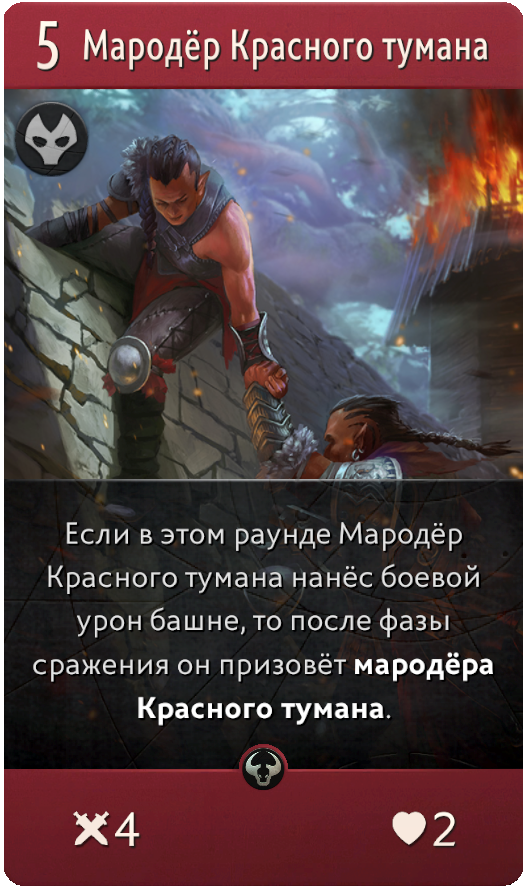 5 Мародёр Красного тумана
Если в этом раунде Мародёр
Красного тумана нанёс боевой
урон башне, то после фазы
сражения он призовёт мародёра
Красного тумана.
4 2